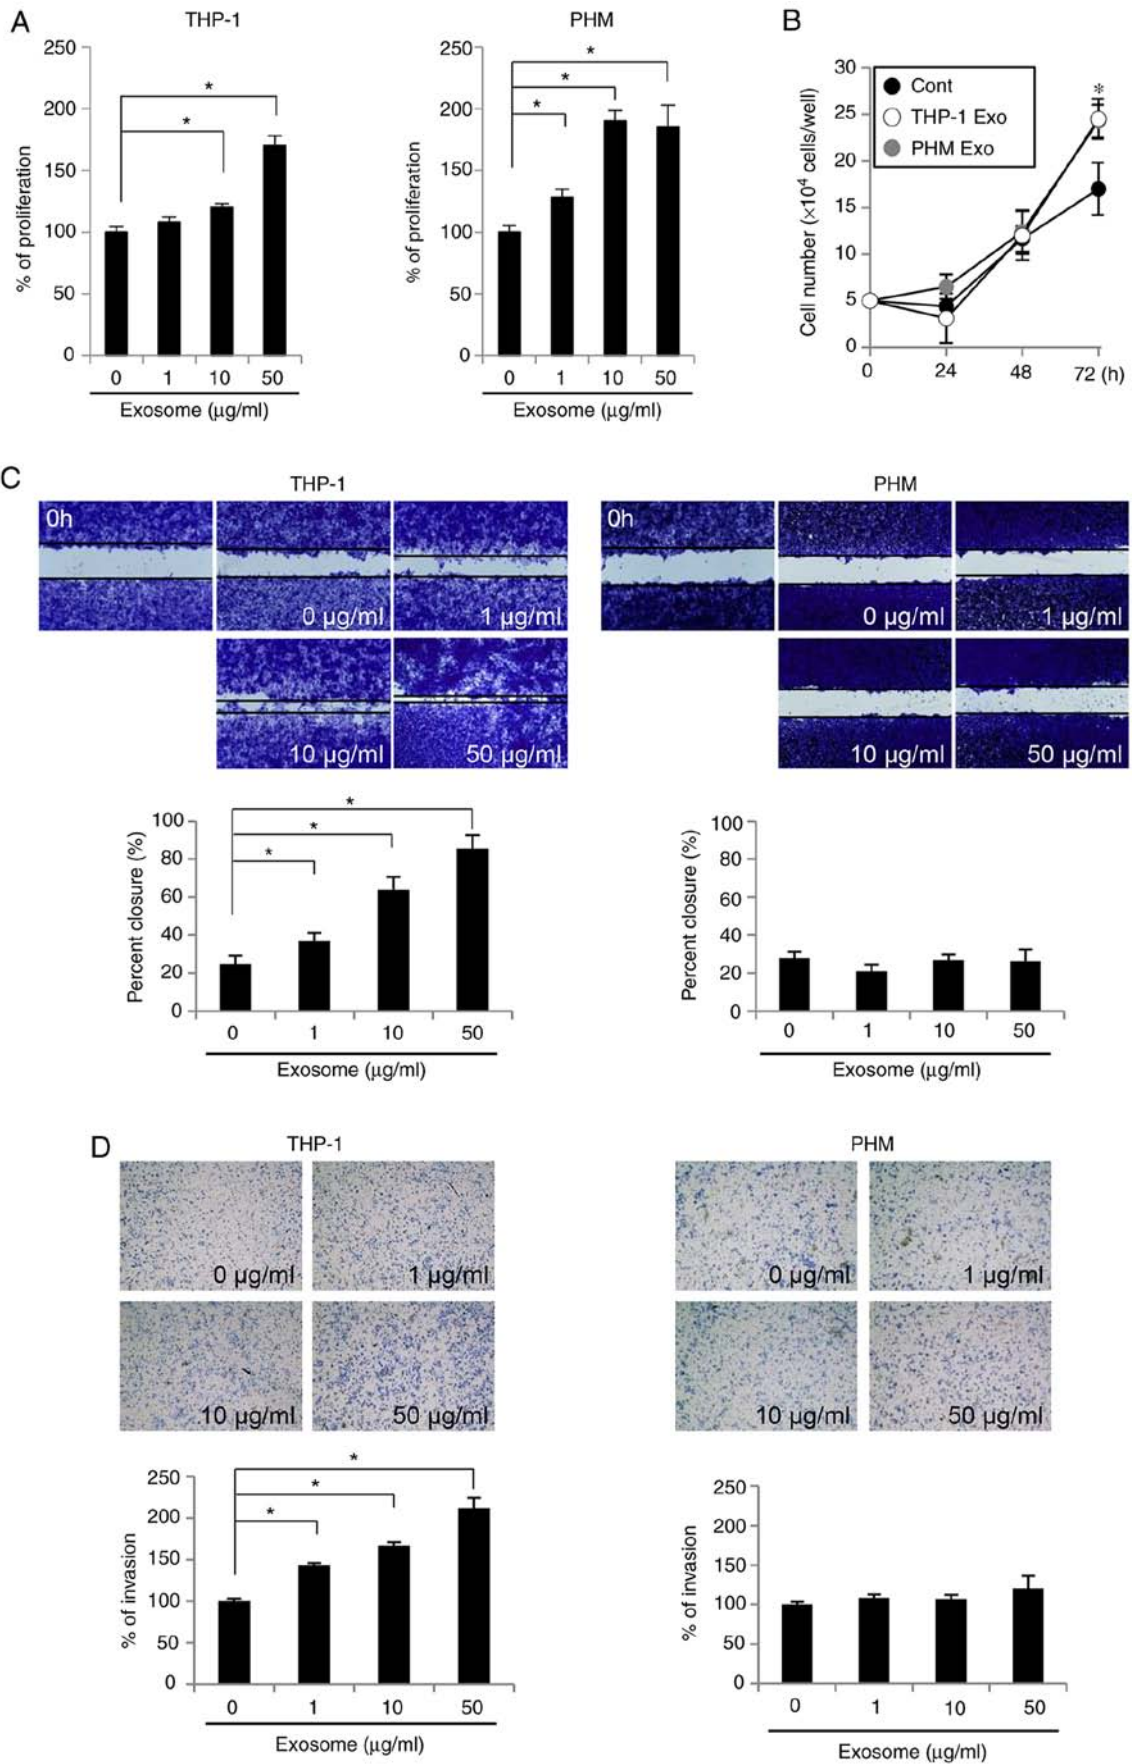 A
THP-1
250
200
150
100
50
0
% of proliferation
*
*
0 1 10 50
Exosome (µg/ml)
PHM
250
200
150
100
50
0
% of proliferation
*
*
*
0 1 10 50
Exosome (µg/ml)
B
30
25
20
15
10
5
0
Cell number (×10⁴ cells/well)
Cont
THP-1 Exo
PHM Exo
*
0 24 48 72 (h)
C
THP-1
0h
0 µg/ml
1 µg/ml
10 µg/ml
50 µg/ml
PHM
0h
0 µg/ml
1 µg/ml
10 µg/ml
50 µg/ml
100
80
60
40
20
0
Percent closure (%)
*
*
*
0 1 10 50
Exosome (µg/ml)
100
80
60
40
20
0
Percent closure (%)
0 1 10 50
Exosome (µg/ml)
D
THP-1
0 µg/ml
1 µg/ml
10 µg/ml
50 µg/ml
PHM
0 µg/ml
1 µg/ml
10 µg/ml
50 µg/ml
250
200
150
100
50
0
% of invasion
*
*
*
0 1 10 50
Exosome (µg/ml)
250
200
150
100
50
0
% of invasion
0 1 10 50
Exosome (µg/ml)